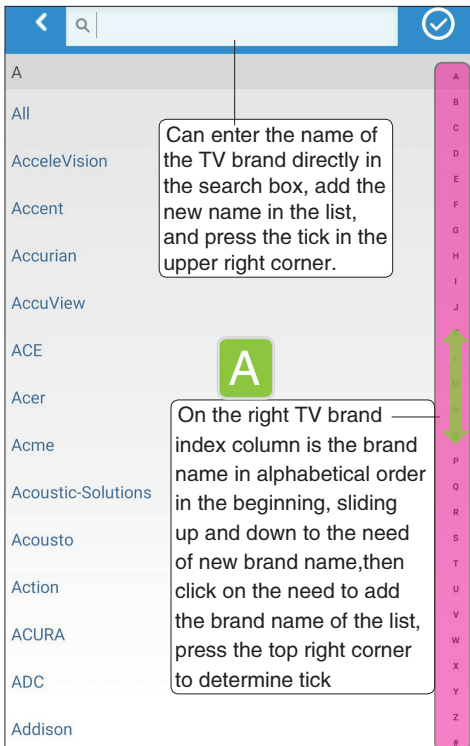 A
All
AcceleVision
Accent
Accurian
AccuView
ACE
Acer
Acme
Acoustic-Solutions
Acousto
Action
ACURA
ADC
Addison
Can enter the name of
the TV brand directly in
the search box, add the
new name in the list,
and press the tick in the
upper right corner.
A
On the right TV brand
index column is the brand
name in alphabetical order
in the beginning, sliding
up and down to the need
of new brand name,then
click on the need to add
the brand name of the list,
press the top right corner
to determine tick
A
B
C
D
E
F
G
H
I
J
K
L
M
N
O
P
Q
R
S
T
U
V
W
X
Y
Z
#